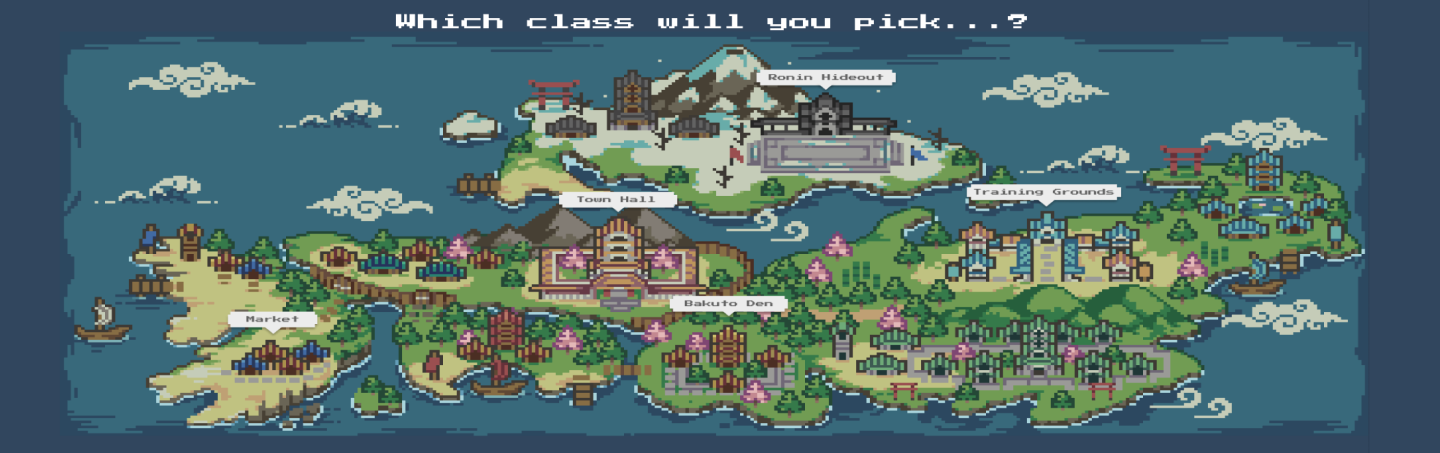 Which class will you pick...?
Ronin Hideout
Training Grounds
Town Hall
Bakuto Den
Market